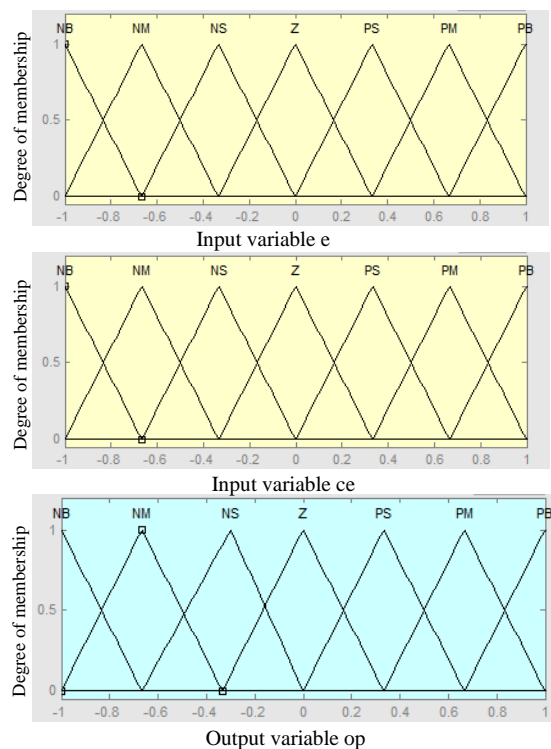 NB NM NS Z PS PM PB
Degree of membership
1
0.5
0
-1 -0.8 -0.6 -0.4 -0.2 0 0.2 0.4 0.6 0.8 1
Input variable e
NB NM NS Z PS PM PB
Degree of membership
1
0.5
0
-1 -0.8 -0.6 -0.4 -0.2 0 0.2 0.4 0.6 0.8 1
Input variable ce
NB NM NS Z PS PM PB
Degree of membership
1
0.5
0
-1 -0.8 -0.6 -0.4 -0.2 0 0.2 0.4 0.6 0.8 1
Output variable op